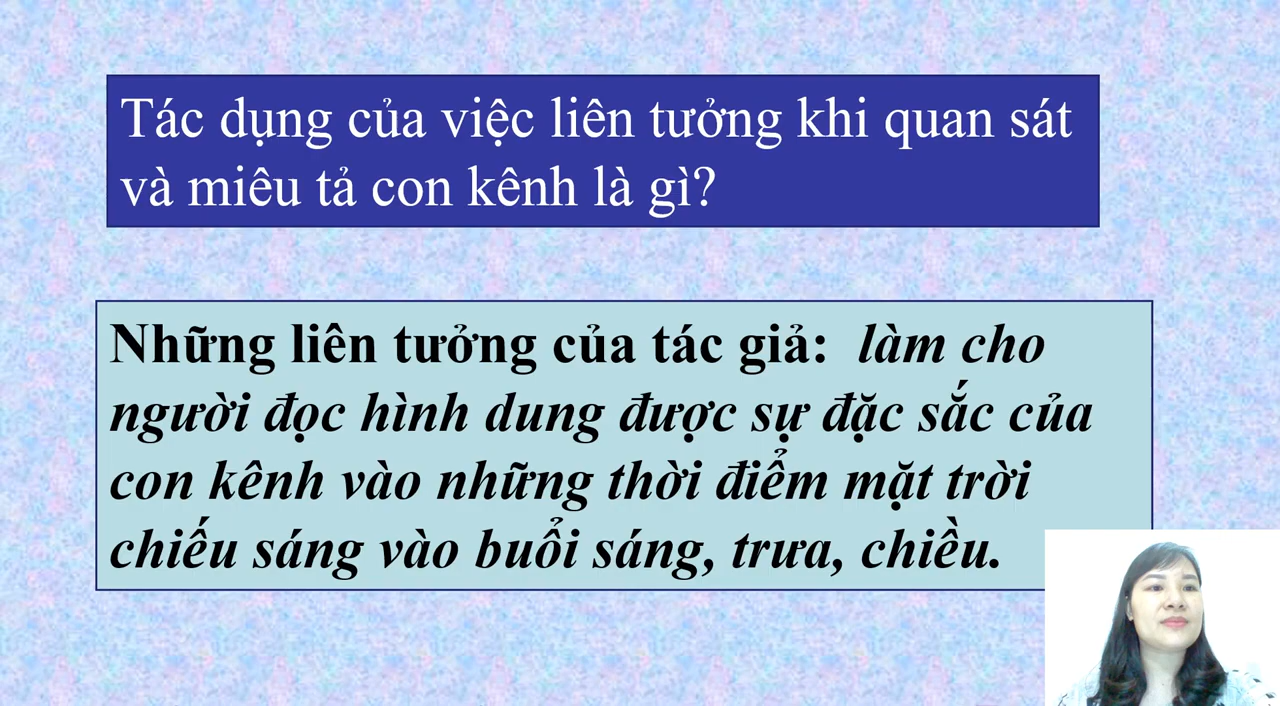 Tác dụng của việc liên tưởng khi quan sát
và miêu tả con kênh là gì?
Những liên tưởng của tác giả: làm cho
người đọc hình dung được sự đặc sắc của
con kênh vào những thời điểm mặt trời
chiếu sáng vào buổi sáng, trưa, chiều.